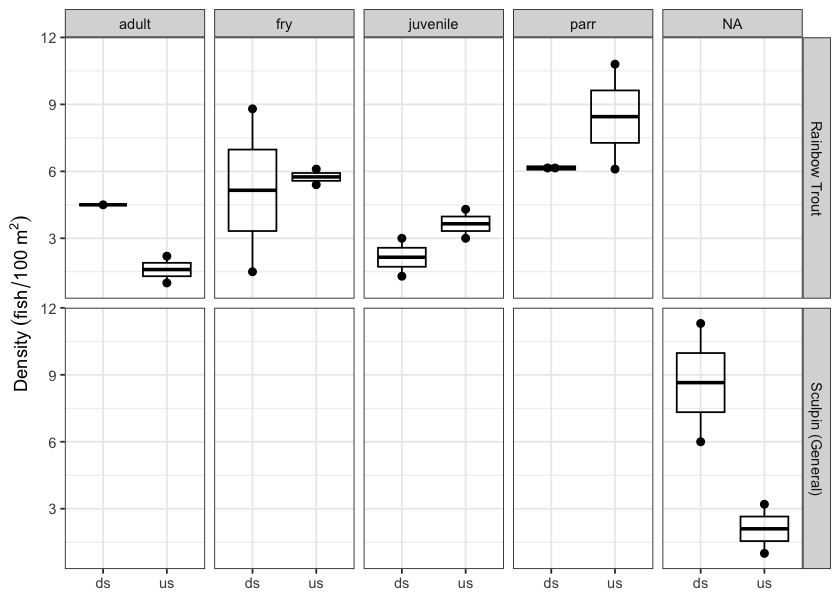 adult fry juvenile parr NA
12
9
6
3
Rainbow Trout
12
9
6
3
Sculpin (General)
Density (fish/100 m²)
ds us ds us ds us ds us ds us